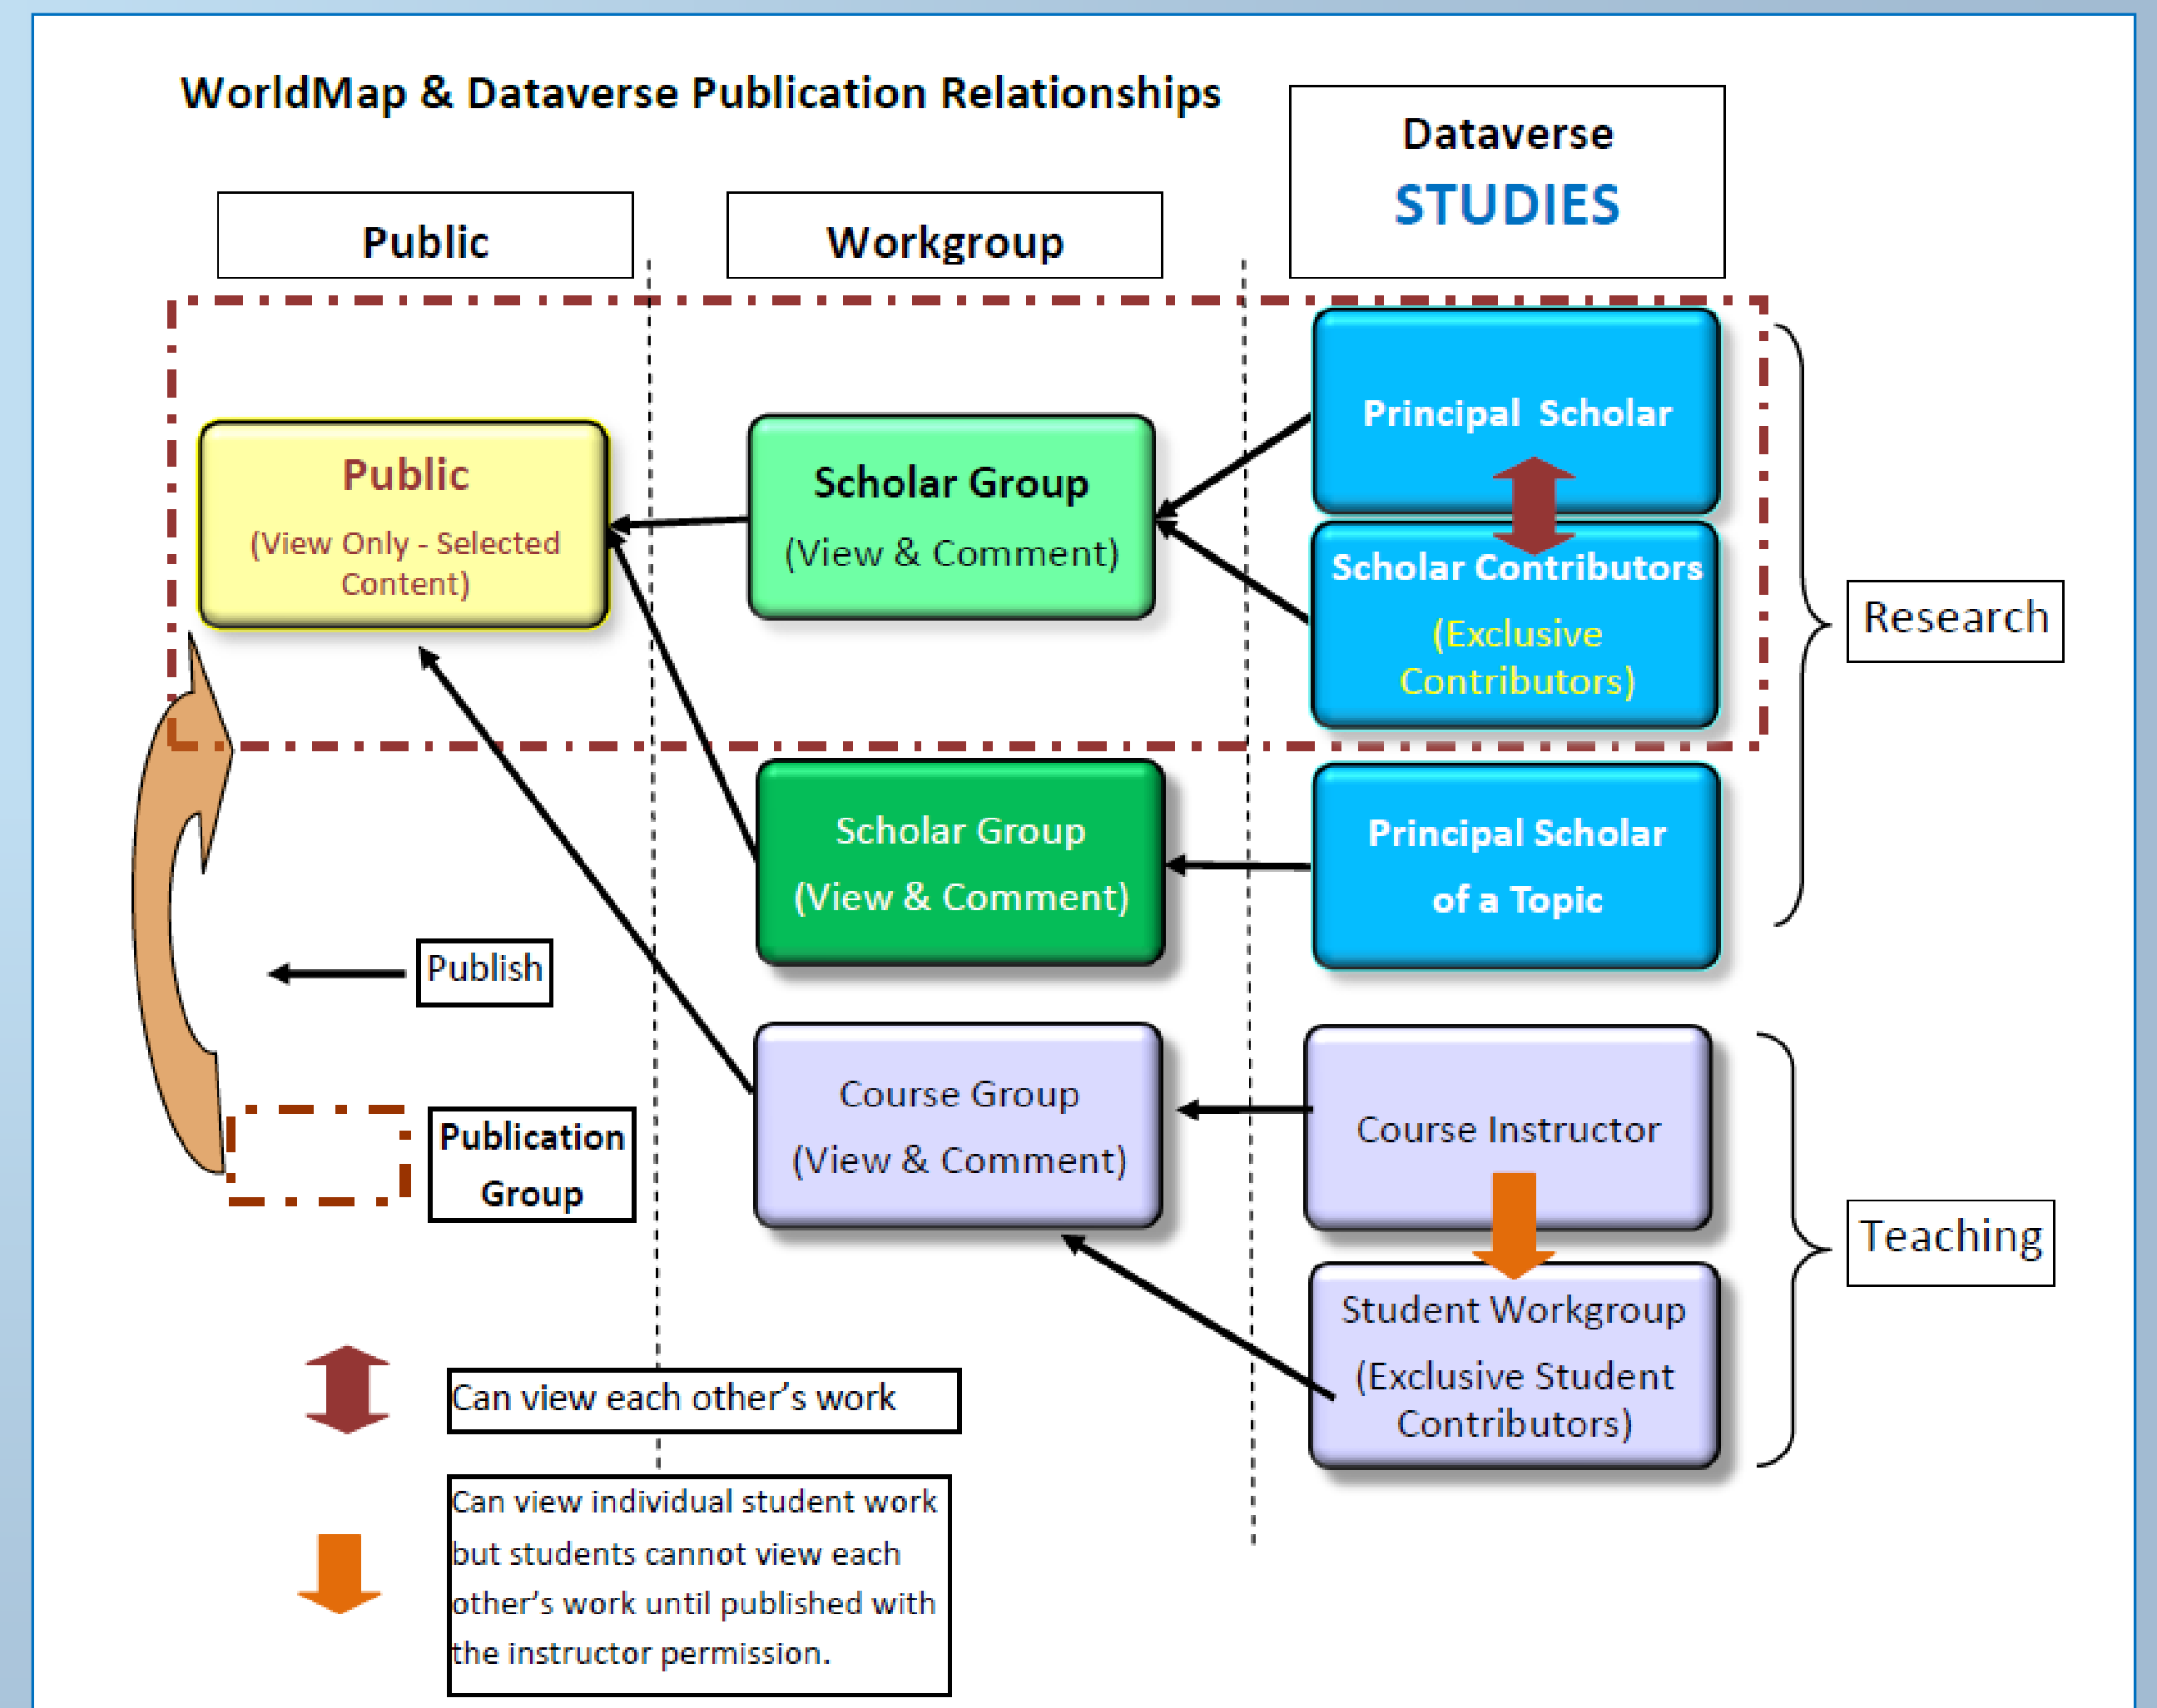 WorldMap & Dataverse Publication Relationships
Dataverse
STUDIES
Public
Workgroup
Principal Scholar
Public
(View Only - Selected
Content)
Scholar Group
(View & Comment)
Scholar Contributors
(Exclusive
Contributors)
Research
Scholar Group
(View & Comment)
Principal Scholar
of a Topic
Publish
Publication
Group
Course Group
(View & Comment)
Course Instructor
Student Workgroup
(Exclusive Student
Contributors)
Teaching
Can view each other’s work
Can view individual student work
but students cannot view each
other’s work until published with
the instructor permission.